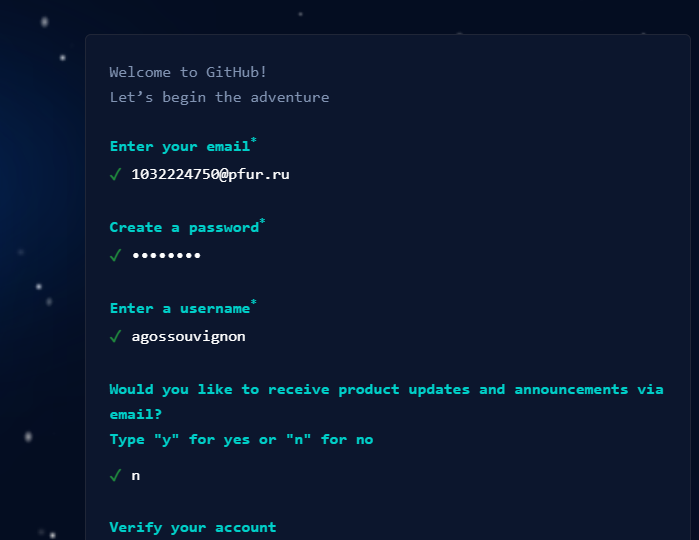 Welcome to GitHub!
Let’s begin the adventure
Enter your email*
✓ 1032224750@pfur.ru
Create a password*
✓ ••••••••
Enter a username*
✓ agossouvignon
Would you like to receive product updates and announcements via
email?
Type "y" for yes or "n" for no
✓ n
Verify your account